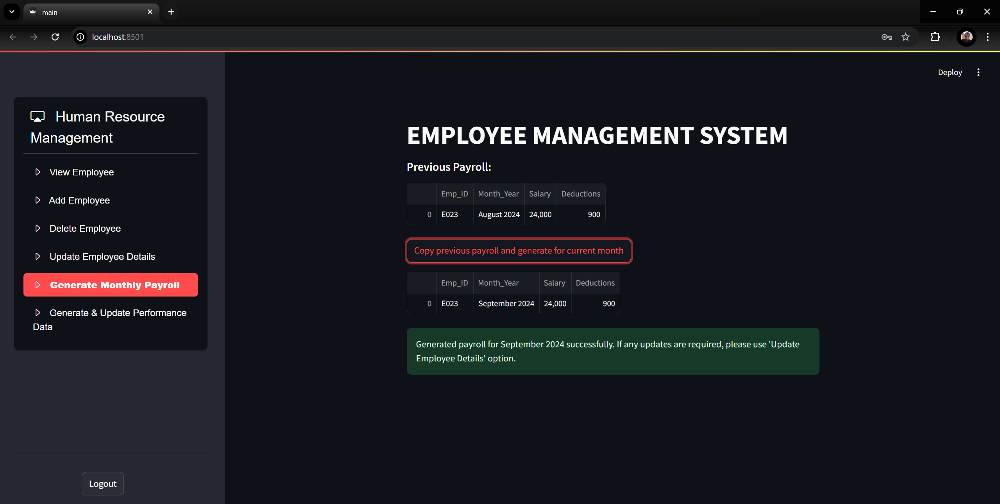 main
localhost:8501
Deploy
Human Resource
Management
View Employee
Add Employee
Delete Employee
Update Employee Details
Generate Monthly Payroll
Generate & Update Performance
Data
Logout
EMPLOYEE MANAGEMENT SYSTEM
Previous Payroll:
Emp_ID Month_Year Salary Deductions
0 E023 August 2024 24,000 900
Copy previous payroll and generate for current month
Emp_ID Month_Year Salary Deductions
0 E023 September 2024 24,000 900
Generated payroll for September 2024 successfully. If any updates are required, please use 'Update
Employee Details' option.